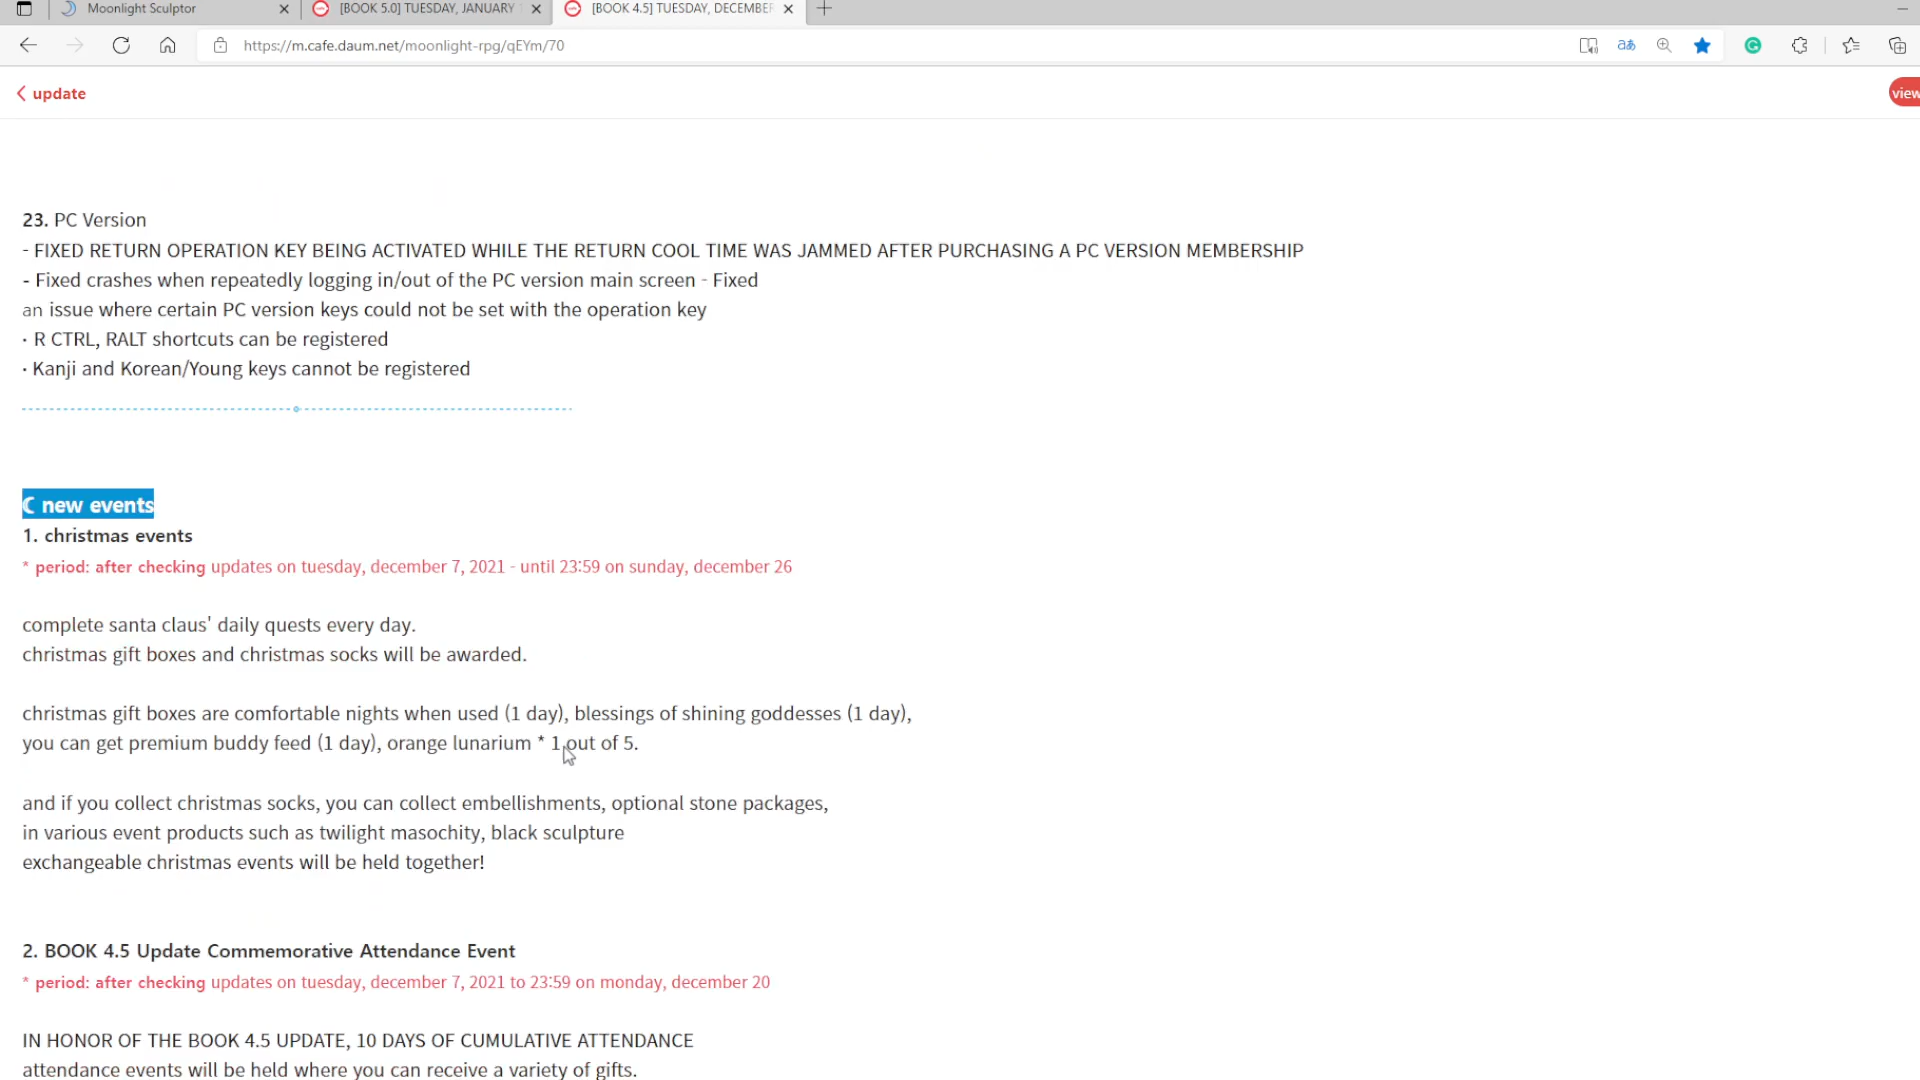 Moonlight Sculptor
[BOOK 5.0] TUESDAY, JANUARY
[BOOK 4.5] TUESDAY, DECEMBER
https://m.cafe.daum.net/moonlight-rpg/qEYm/70
update
view
23. PC Version
- FIXED RETURN OPERATION KEY BEING ACTIVATED WHILE THE RETURN COOL TIME WAS JAMMED AFTER PURCHASING A PC VERSION MEMBERSHIP
- Fixed crashes when repeatedly logging in/out of the PC version main screen - Fixed
an issue where certain PC version keys could not be set with the operation key
· R CTRL, RALT shortcuts can be registered
· Kanji and Korean/Young keys cannot be registered
☾ new events
1. christmas events
* period: after checking updates on tuesday, december 7, 2021 - until 23:59 on sunday, december 26
complete santa claus' daily quests every day.
christmas gift boxes and christmas socks will be awarded.
christmas gift boxes are comfortable nights when used (1 day), blessings of shining goddesses (1 day),
you can get premium buddy feed (1 day), orange lunarium * 1 out of 5.
and if you collect christmas socks, you can collect embellishments, optional stone packages,
in various event products such as twilight masochity, black sculpture
exchangeable christmas events will be held together!
2. BOOK 4.5 Update Commemorative Attendance Event
* period: after checking updates on tuesday, december 7, 2021 to 23:59 on monday, december 20
IN HONOR OF THE BOOK 4.5 UPDATE, 10 DAYS OF CUMULATIVE ATTENDANCE
attendance events will be held where you can receive a variety of gifts.